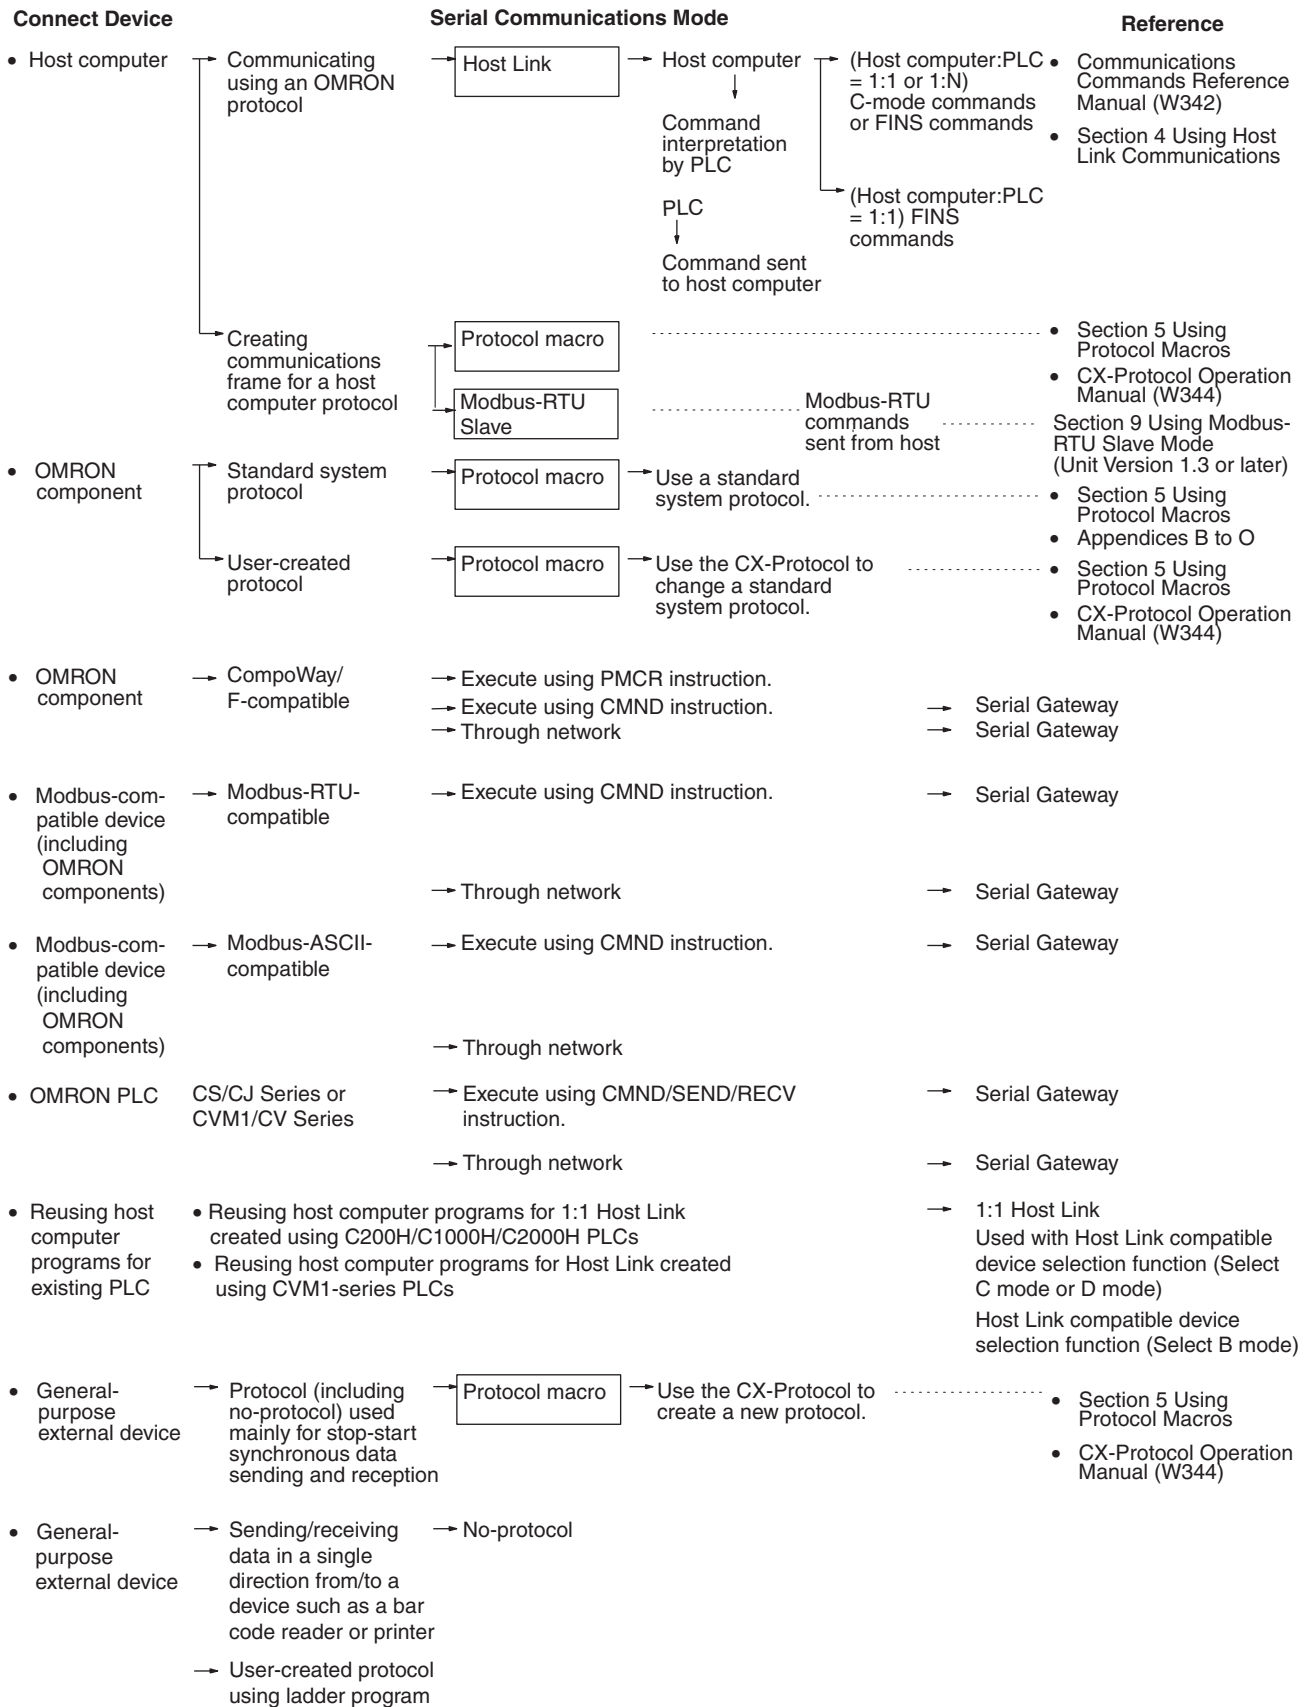 Connect Device
Serial Communications Mode
Reference
• Host computer
Communicating
using an OMRON
protocol
Host Link
Host computer
Command
interpretation
by PLC
PLC
Command sent
to host computer
(Host computer:PLC
= 1:1 or 1:N)
C-mode commands
or FINS commands
(Host computer:PLC
= 1:1) FINS
commands
• Communications
Commands Reference
Manual (W342)
• Section 4 Using Host
Link Communications
Creating
communications
frame for a host
computer protocol
Protocol macro
• Section 5 Using
Protocol Macros
• CX-Protocol Operation
Manual (W344)
Modbus-RTU
Slave
Modbus-RTU
commands
sent from host
Section 9 Using Modbus-
RTU Slave Mode
(Unit Version 1.3 or later)
• OMRON
component
Standard system
protocol
Protocol macro
Use a standard
system protocol.
• Section 5 Using
Protocol Macros
• Appendices B to O
User-created
protocol
Protocol macro
Use the CX-Protocol to
change a standard
system protocol.
• Section 5 Using
Protocol Macros
• CX-Protocol Operation
Manual (W344)
• OMRON
component
CompoWay/
F-compatible
Execute using PMCR instruction.
Execute using CMND instruction.
Serial Gateway
Through network
Serial Gateway
• Modbus-com-
patible device
(including
OMRON
components)
Modbus-RTU-
compatible
Execute using CMND instruction.
Serial Gateway
Through network
Serial Gateway
• Modbus-com-
patible device
(including
OMRON
components)
Modbus-ASCII-
compatible
Execute using CMND instruction.
Serial Gateway
Through network
• OMRON PLC
CS/CJ Series or
CVM1/CV Series
Execute using CMND/SEND/RECV
instruction.
Serial Gateway
Through network
Serial Gateway
• Reusing host
computer
programs for
existing PLC
• Reusing host computer programs for 1:1 Host Link
created using C200H/C1000H/C2000H PLCs
• Reusing host computer programs for Host Link created
using CVM1-series PLCs
1:1 Host Link
Used with Host Link compatible
device selection function (Select
C mode or D mode)
Host Link compatible device
selection function (Select B mode)
• General-
purpose
external device
Protocol (including
no-protocol) used
mainly for stop-start
synchronous data
sending and reception
Protocol macro
Use the CX-Protocol to
create a new protocol.
• Section 5 Using
Protocol Macros
• CX-Protocol Operation
Manual (W344)
• General-
purpose
external device
Sending/receiving
data in a single
direction from/to a
device such as a bar
code reader or printer
No-protocol
User-created protocol
using ladder program